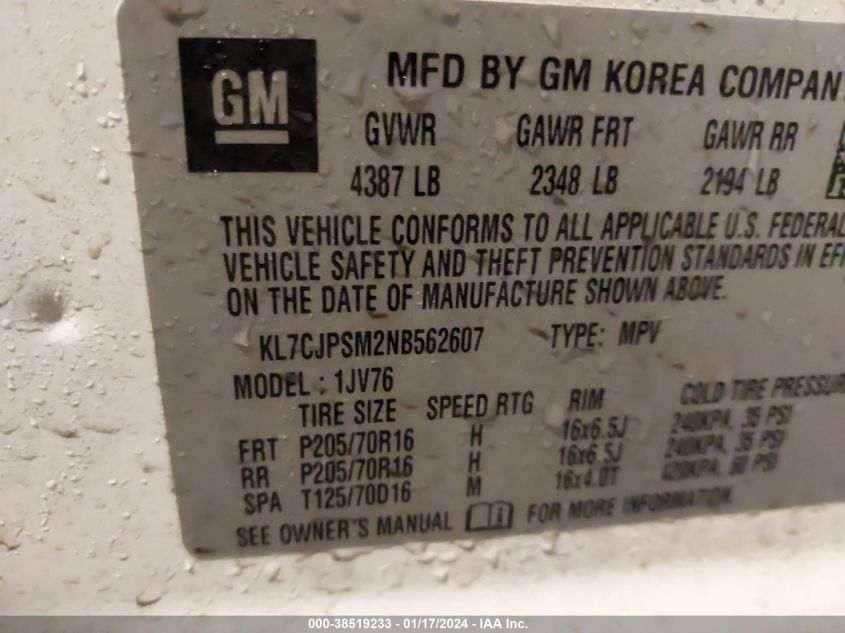 GM
MFD BY GM KOREA COMPAN
GVWR GAWR FRT GAWR RR
4387 LB 2348 LB 2194 LB
THIS VEHICLE CONFORMS TO ALL APPLICABLE U.S. FEDERAL
VEHICLE SAFETY AND THEFT PREVENTION STANDARDS IN EFF
ON THE DATE OF MANUFACTURE SHOWN ABOVE.
KL7CJPSM2NB562607 TYPE: MPV
MODEL : 1JV76
TIRE SIZE SPEED RTG RIM COLD TIRE PRESSUR
FRT P205/70R16 H 16x6.5J 240KPA, 35 PSI
RR P205/70R16 H 16x6.5J 240KPA, 35 PSI
SPA T125/70D16 M 16x4.0T 420KPA, 60 PSI
SEE OWNER'S MANUAL FOR MORE INFORMATION.
000-38519233 - 01/17/2024 - IAA Inc.